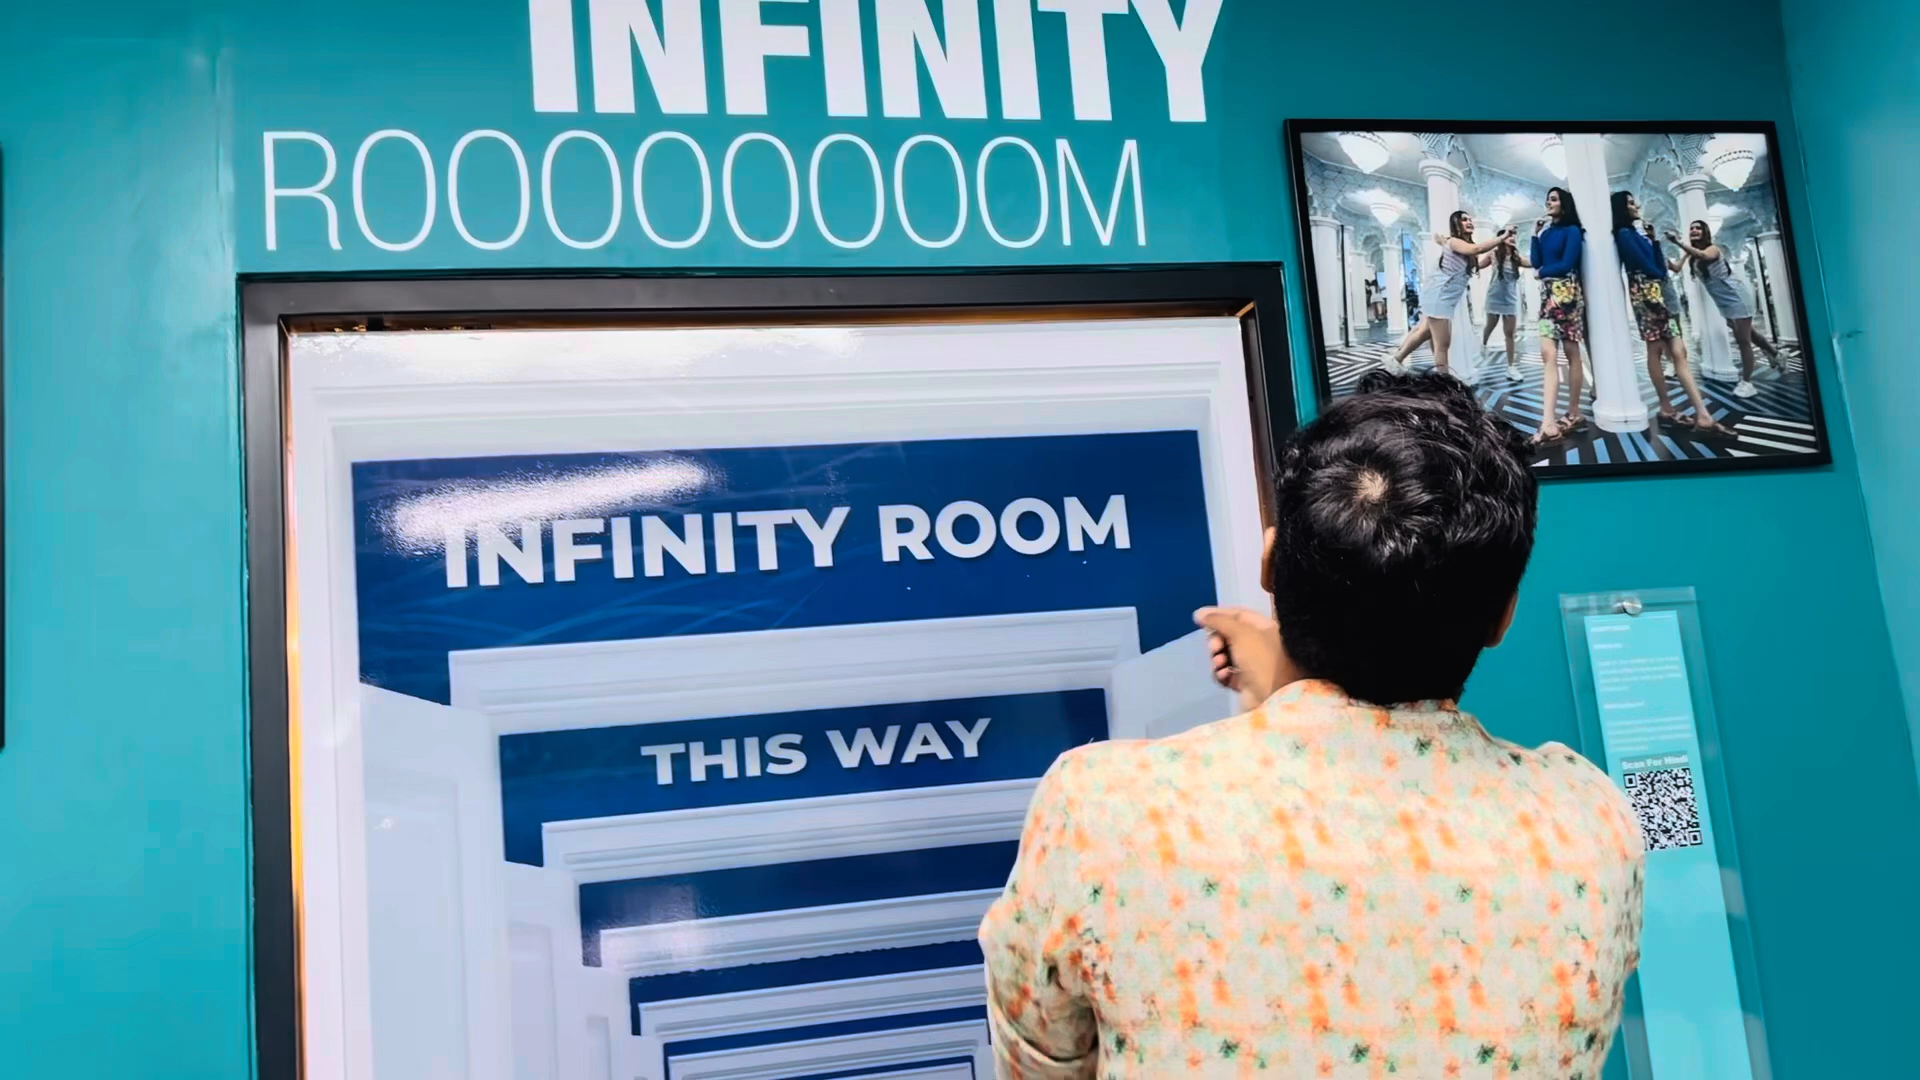 INFINITY
ROOOOOOOOM
INFINITY ROOM
THIS WAY
Scan For Hindi